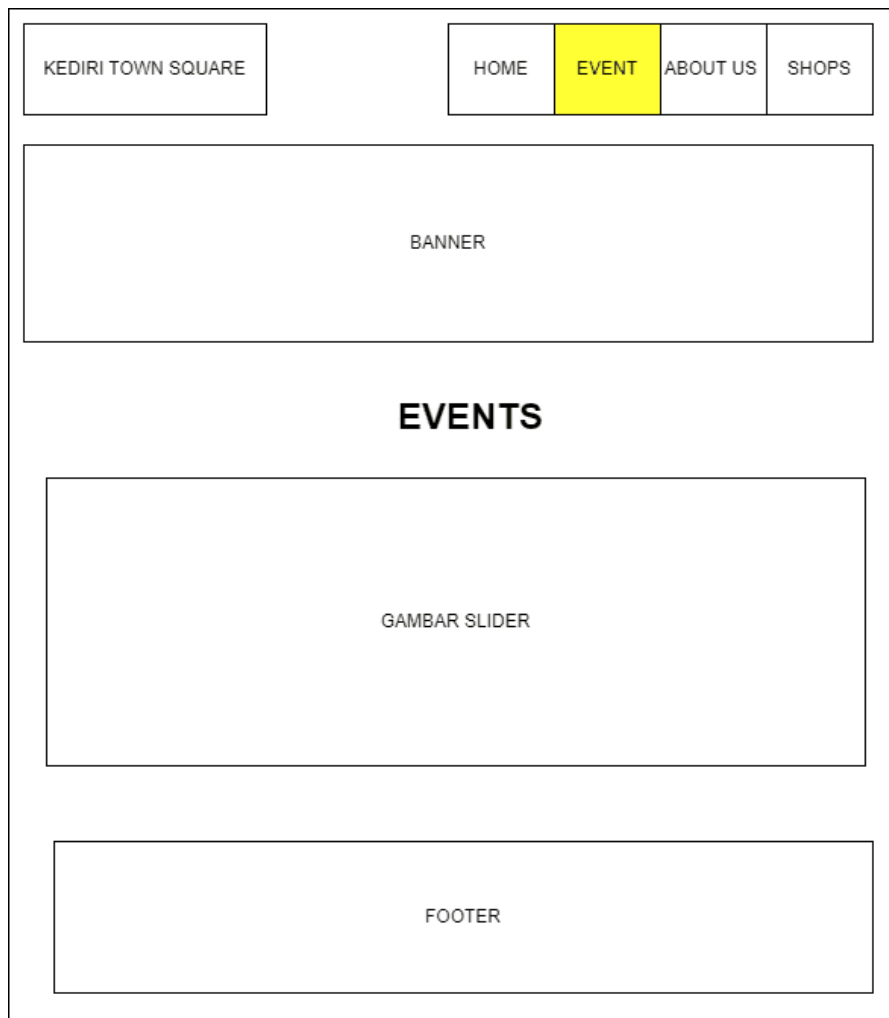 KEDIRI TOWN SQUARE
HOME
EVENT
ABOUT US
SHOPS
BANNER
EVENTS
GAMBAR SLIDER
FOOTER